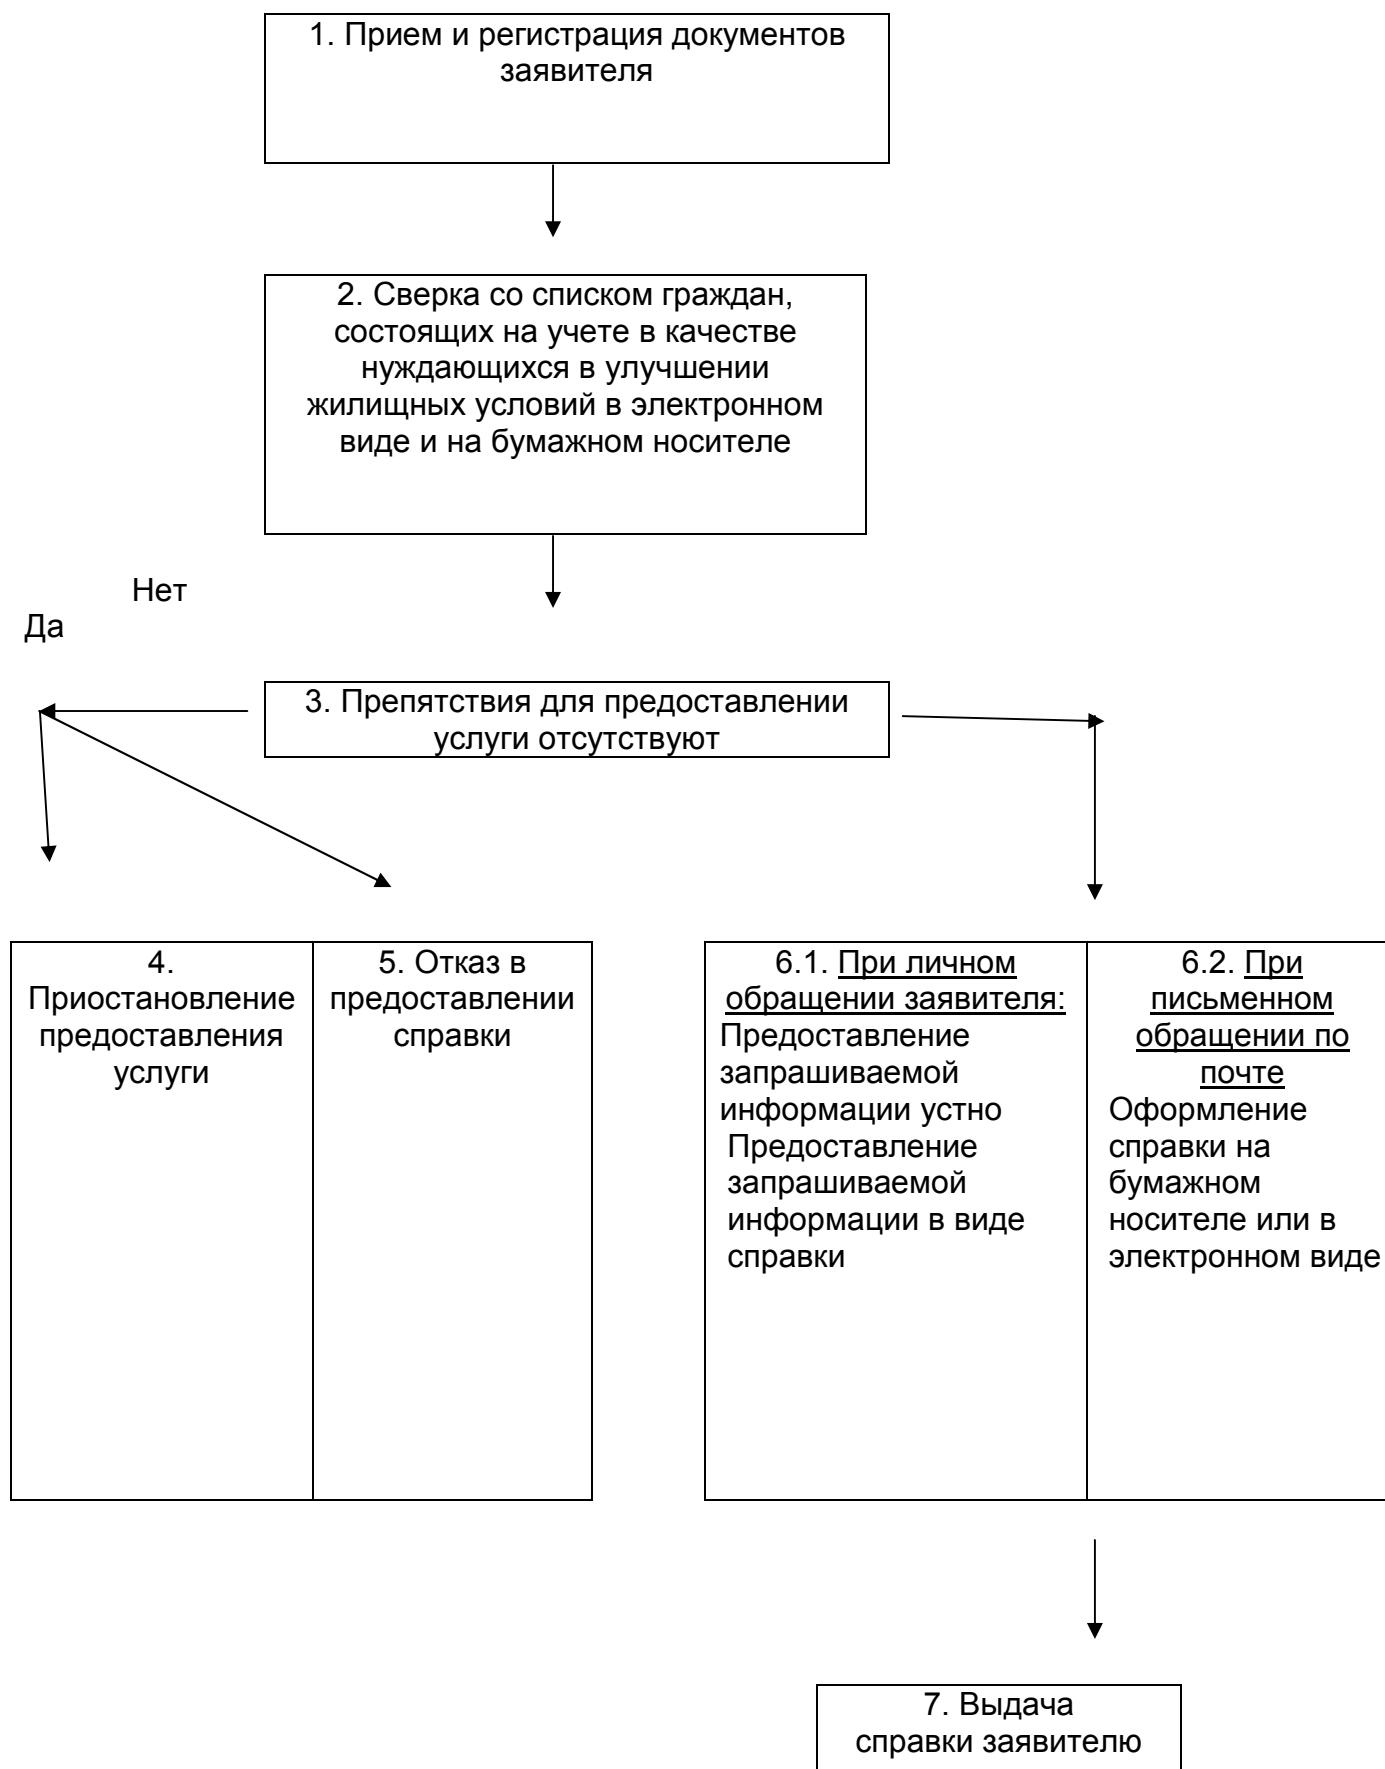 1. Прием и регистрация документов
заявителя
2. Сверка со списком граждан,
состоящих на учете в качестве
нуждающихся в улучшении
жилищных условий в электронном
виде и на бумажном носителе
Нет
Да
3. Препятствия для предоставлении
услуги отсутствуют
4.
Приостановление
предоставления
услуги
5. Отказ в
предоставлении
справки
6.1. При личном
обращении заявителя:
Предоставление
запрашиваемой
информации устно
Предоставление
запрашиваемой
информации в виде
справки
6.2. При
письменном
обращении по
почте
Оформление
справки на
бумажном
носителе или в
электронном виде
7. Выдача
справки заявителю